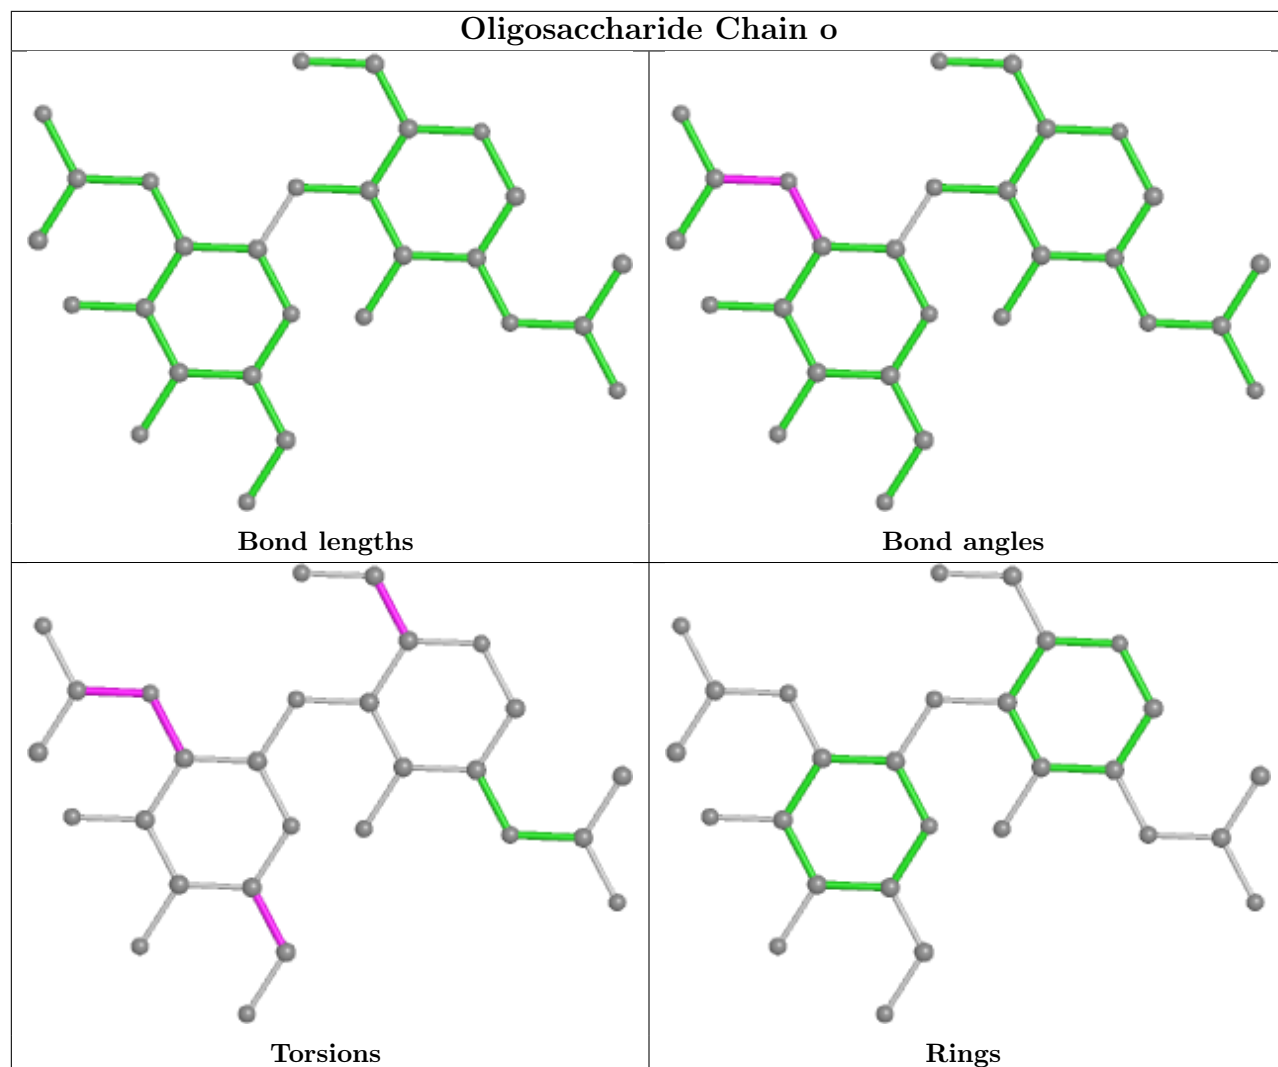 Oligosaccharide Chain o
Bond lengths
Bond angles
Torsions
Rings